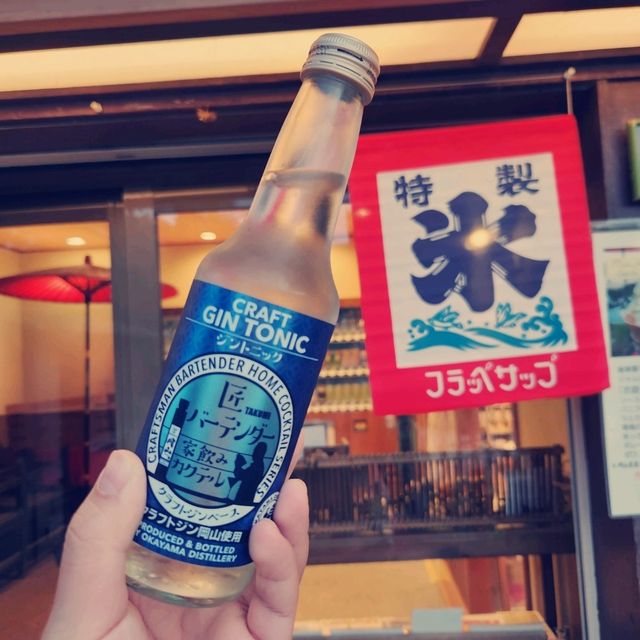 CRAFT
GIN TONIC
ジントニック
CRAFTSMAN BARTENDER HOME COCKTAIL SERIES
匠 TAKUMI
バーテンダー
家飲み
カクテル
クラフトジンベース
クラフトジン岡山使用
PRODUCED & BOTTLED
BY OKAYAMA DISTILLERY
特製
氷
フラッペサップ